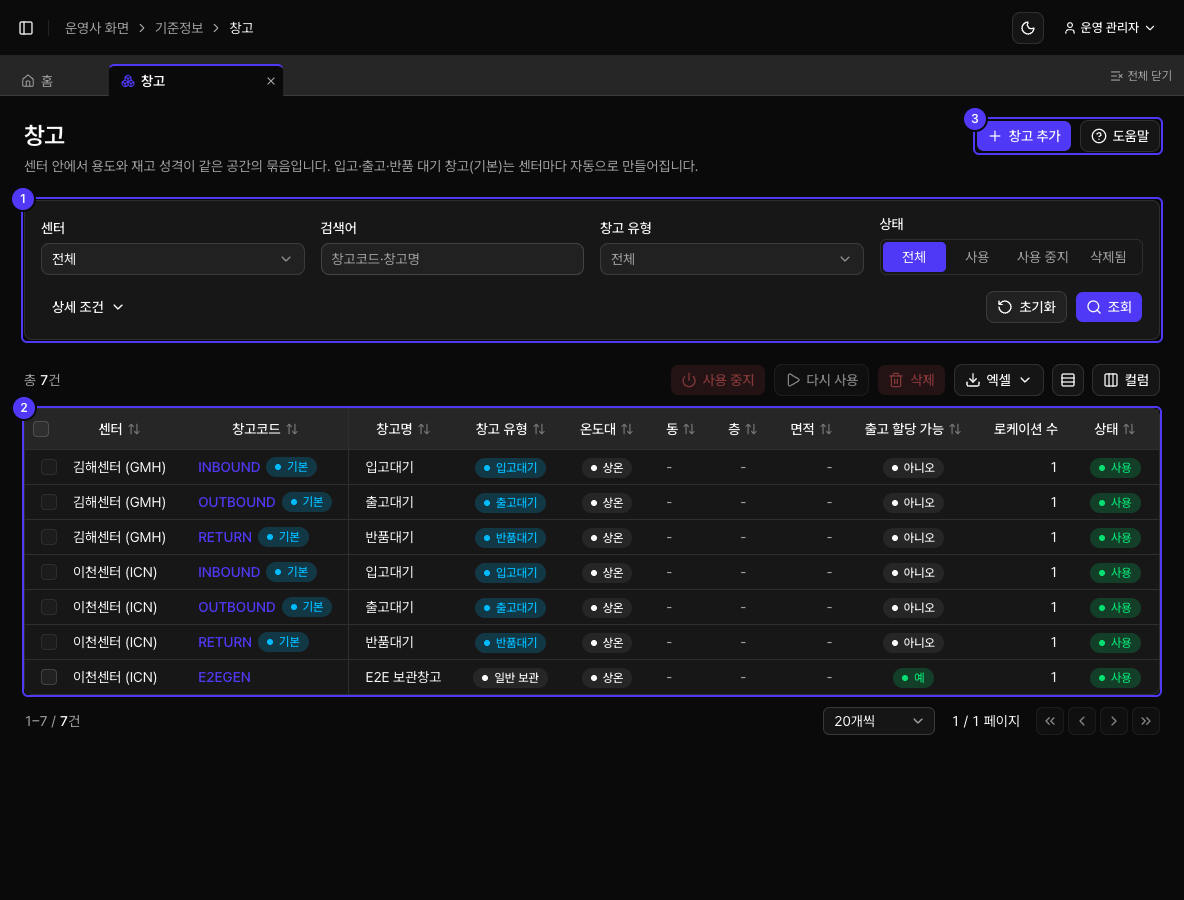 운영사 화면 > 기준정보 > 창고
운영 관리자
홈
창고
전체 닫기
창고
센터 안에서 용도와 재고 성격이 같은 공간의 묶음입니다. 입고·출고·반품 대기 창고(기본)는 센터마다 자동으로 만들어집니다.
3
창고 추가
도움말
1
센터 검색어 창고 유형 상태
전체 창고코드·창고명 전체 전체 사용 사용 중지 삭제됨
상세 조건 초기화 조회
총 7건 사용 중지 다시 사용 삭제 엑셀 컬럼
2
센터 창고코드 창고명 창고 유형 온도대 동 층 면적 출고 할당 가능 로케이션 수 상태
김해센터 (GMH) INBOUND 기본 입고대기 입고대기 상온 - - - 아니오 1 사용
김해센터 (GMH) OUTBOUND 기본 출고대기 출고대기 상온 - - - 아니오 1 사용
김해센터 (GMH) RETURN 기본 반품대기 반품대기 상온 - - - 아니오 1 사용
이천센터 (ICN) INBOUND 기본 입고대기 입고대기 상온 - - - 아니오 1 사용
이천센터 (ICN) OUTBOUND 기본 출고대기 출고대기 상온 - - - 아니오 1 사용
이천센터 (ICN) RETURN 기본 반품대기 반품대기 상온 - - - 아니오 1 사용
이천센터 (ICN) E2EGEN E2E 보관창고 일반 보관 상온 - - - 예 1 사용
1–7 / 7건 20개씩 1 / 1 페이지